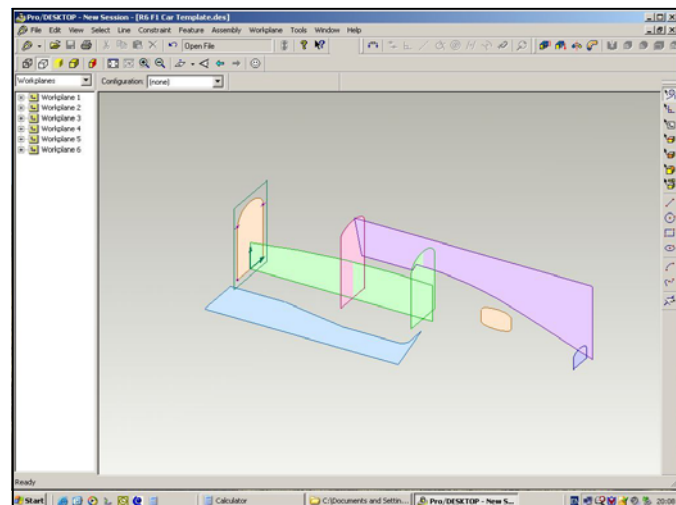 Pro/DESKTOP - New Session - [R6 F1 Car Template.des]
File Edit View Select Line Constraint Feature Assembly Workplane Tools Window Help
Open File
Workplanes
Configuration: (none)
Workplane 1
Workplane 2
Workplane 3
Workplane 4
Workplane 5
Workplane 6
Ready
Start Calculator C:\Documents and Settin... Pro/DESKTOP - New S... 20:08